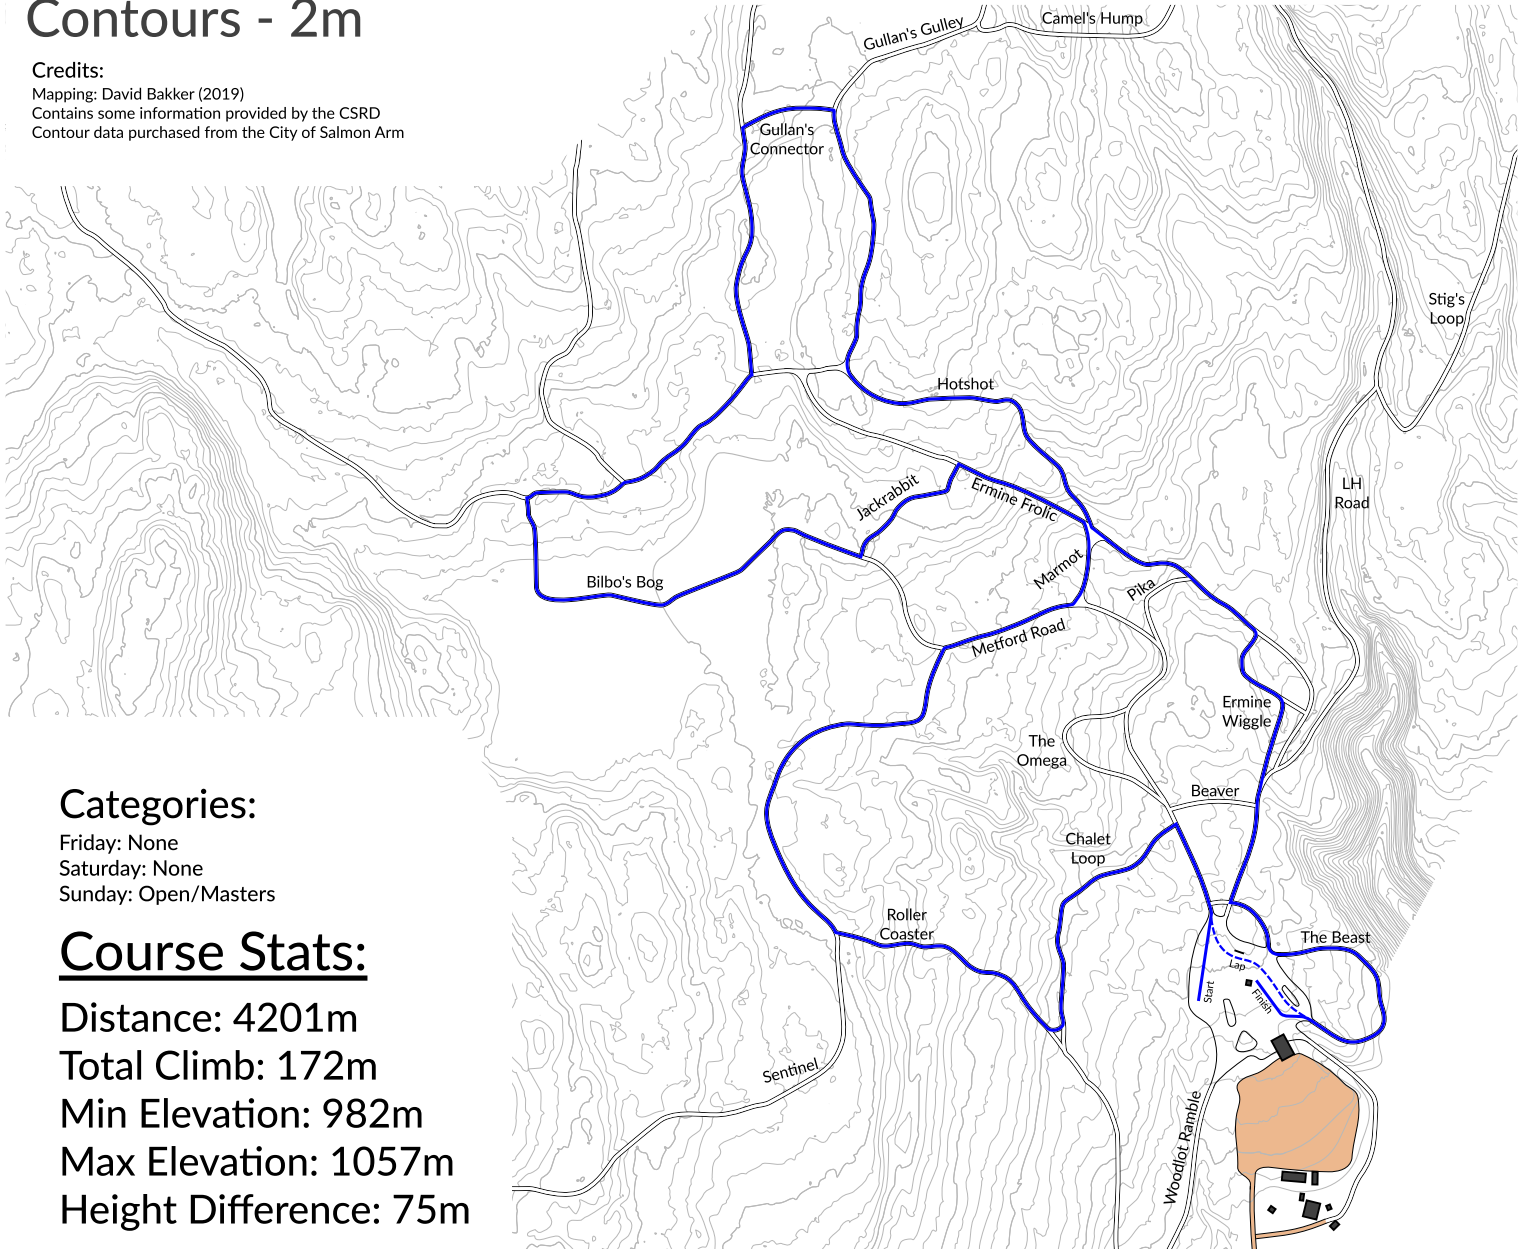 Contours - 2m
Credits:
Mapping: David Bakker (2019)
Contains some information provided by the CSRD
Contour data purchased from the City of Salmon Arm
Gullan's Gulley
Camel's Hump
Gullan's
Connector
Stig's
Loop
Hotshot
LH
Road
Jackrabbit
Ermine Frolic
Marmot
Pika
Bilbo's Bog
Metford Road
Ermine
Wiggle
The
Omega
Beaver
Chalet
Loop
Roller
Coaster
The Beast
Lap
Start
Finish
Sentinel
Woodlot Ramble
Categories:
Friday: None
Saturday: None
Sunday: Open/Masters
Course Stats:
Distance: 4201m
Total Climb: 172m
Min Elevation: 982m
Max Elevation: 1057m
Height Difference: 75m